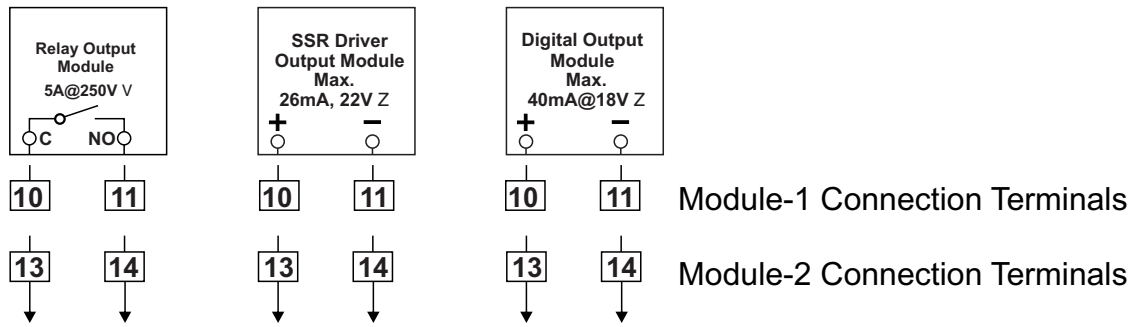 Relay Output
Module
5A@250V V
C NO
SSR Driver
Output Module
Max.
26mA, 22V Z
+ −
Digital Output
Module
Max.
40mA@18V Z
+ −
10 11 10 11 10 11 Module-1 Connection Terminals
13 14 13 14 13 14 Module-2 Connection Terminals